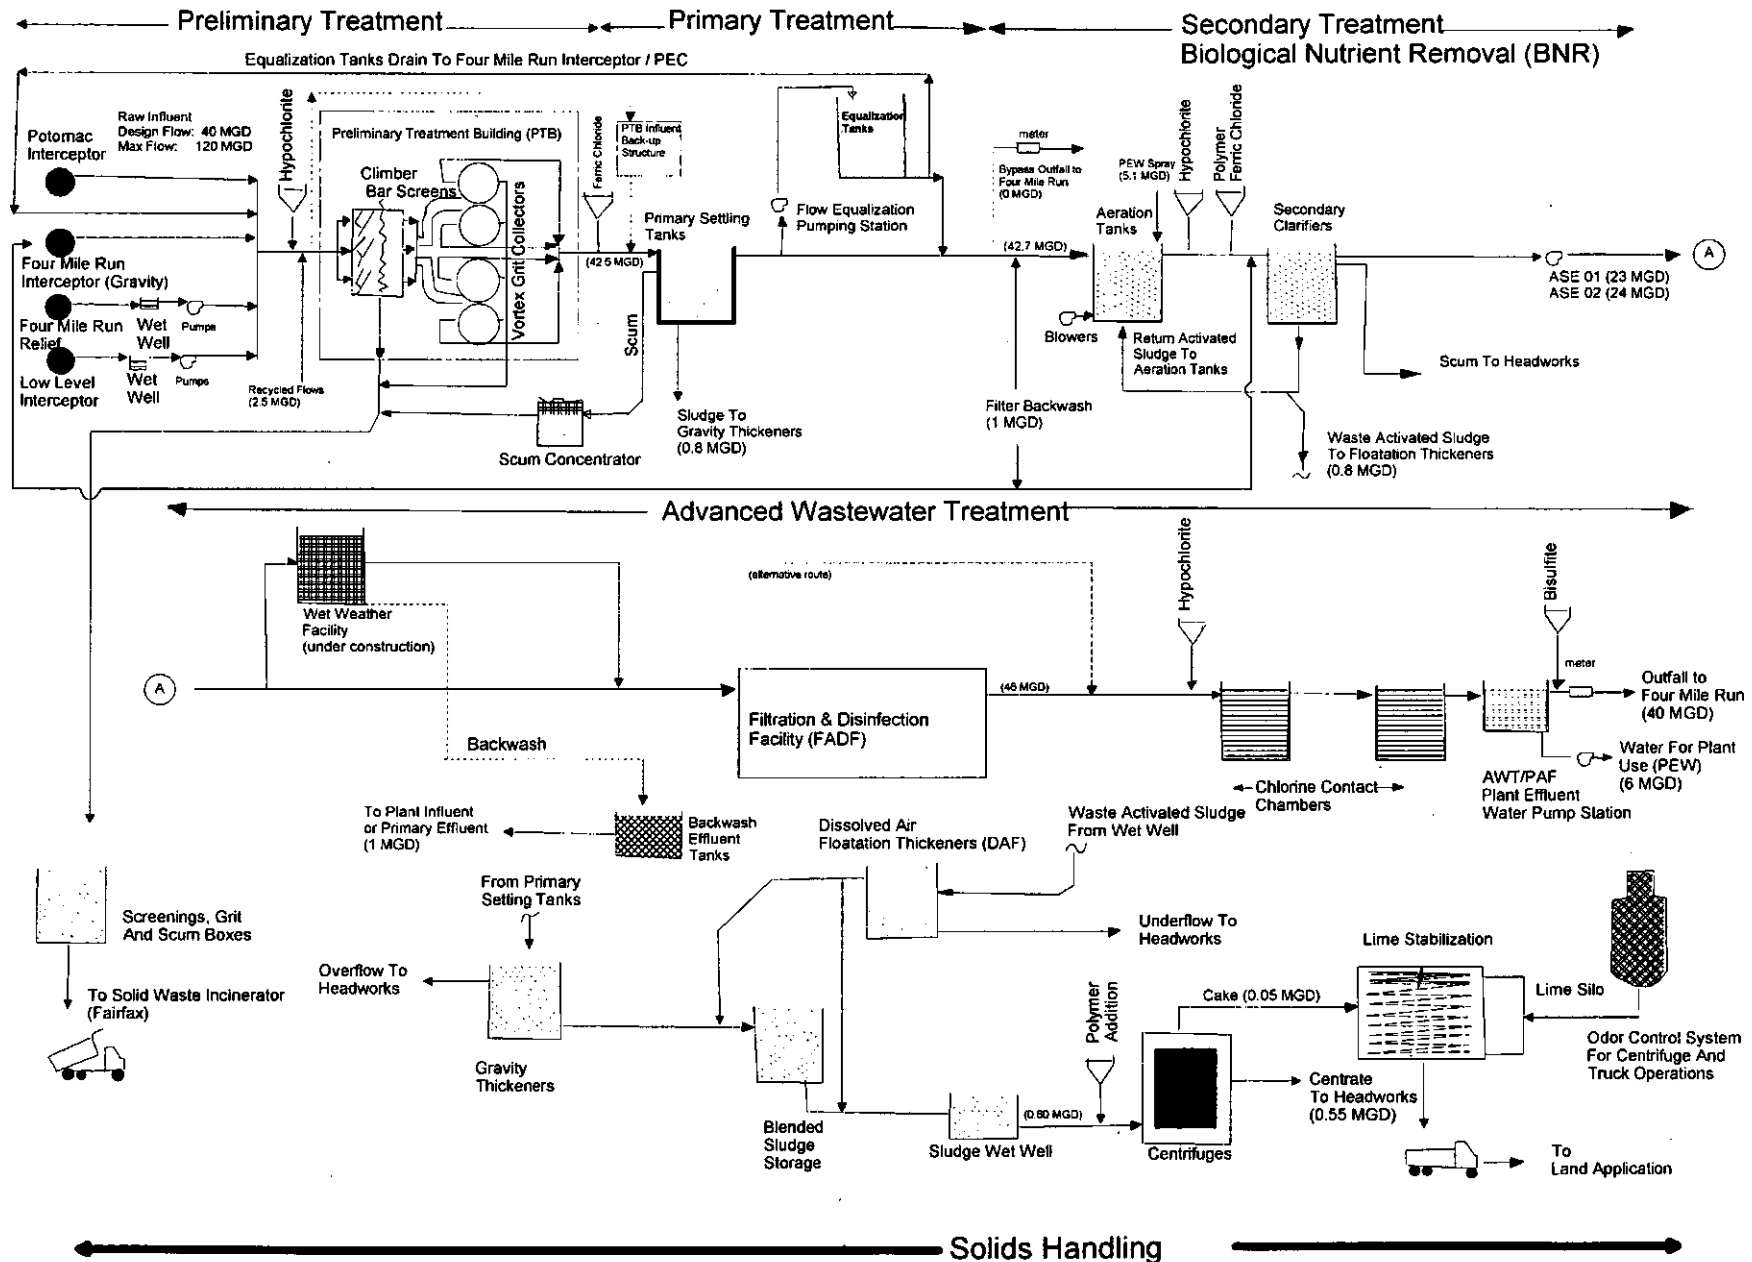 Preliminary Treatment
Primary Treatment
Secondary Treatment
Biological Nutrient Removal (BNR)
Equalization Tanks Drain To Four Mile Run Interceptor / PEC
Raw Influent
Design Flow: 40 MGD
Max Flow: 120 MGD
Potomac
Interceptor
Hypochlorite
Preliminary Treatment Building (PTB)
Climber
Bar Screens
Vortex Grit Collectors
Ferric Chloride
PTB Influent
Back-up
Structure
Equalization
Tanks
meter
Bypass Outfall to
Four Mile Run
(0 MGD)
PEW Spray
(5.1 MGD)
Hypochlorite
Polymer
Ferric Chloride
Primary Settling
Tanks
Flow Equalization
Pumping Station
Aeration
Tanks
Secondary
Clarifiers
(42.5 MGD)
(42.7 MGD)
A
Four Mile Run
Interceptor (Gravity)
ASE 01 (23 MGD)
ASE 02 (24 MGD)
Four Mile Run
Relief
Wet
Well
Pumps
Low Level
Interceptor
Wet
Well
Pumps
Recycled Flows
(2.5 MGD)
Scum
Blowers
Return Activated
Sludge To
Aeration Tanks
Scum To Headworks
Filter Backwash
(1 MGD)
Sludge To
Gravity Thickeners
(0.8 MGD)
Scum Concentrator
Waste Activated Sludge
To Floatation Thickeners
(0.8 MGD)
Advanced Wastewater Treatment
(alternative route)
Hypochlorite
Bisulfite
Wet Weather
Facility
(under construction)
A
(46 MGD)
meter
Outfall to
Four Mile Run
(40 MGD)
Filtration & Disinfection
Facility (FADF)
Backwash
Water For Plant
Use (PEW)
(6 MGD)
Chlorine Contact
Chambers
AWT/PAF
Plant Effluent
Water Pump Station
To Plant Influent
or Primary Effluent
(1 MGD)
Backwash
Effluent
Tanks
Dissolved Air
Floatation Thickeners (DAF)
Waste Activated Sludge
From Wet Well
From Primary
Setting Tanks
Screenings, Grit
And Scum Boxes
Underflow To
Headworks
Lime Stabilization
Overflow To
Headworks
To Solid Waste Incinerator
(Fairfax)
Polymer
Addition
Cake (0.05 MGD)
Lime Silo
Odor Control System
For Centrifuge And
Truck Operations
Gravity
Thickeners
Centrate
To Headworks
(0.55 MGD)
Blended
Sludge
Storage
(0.60 MGD)
Sludge Wet Well
Centrifuges
To
Land Application
Solids Handling